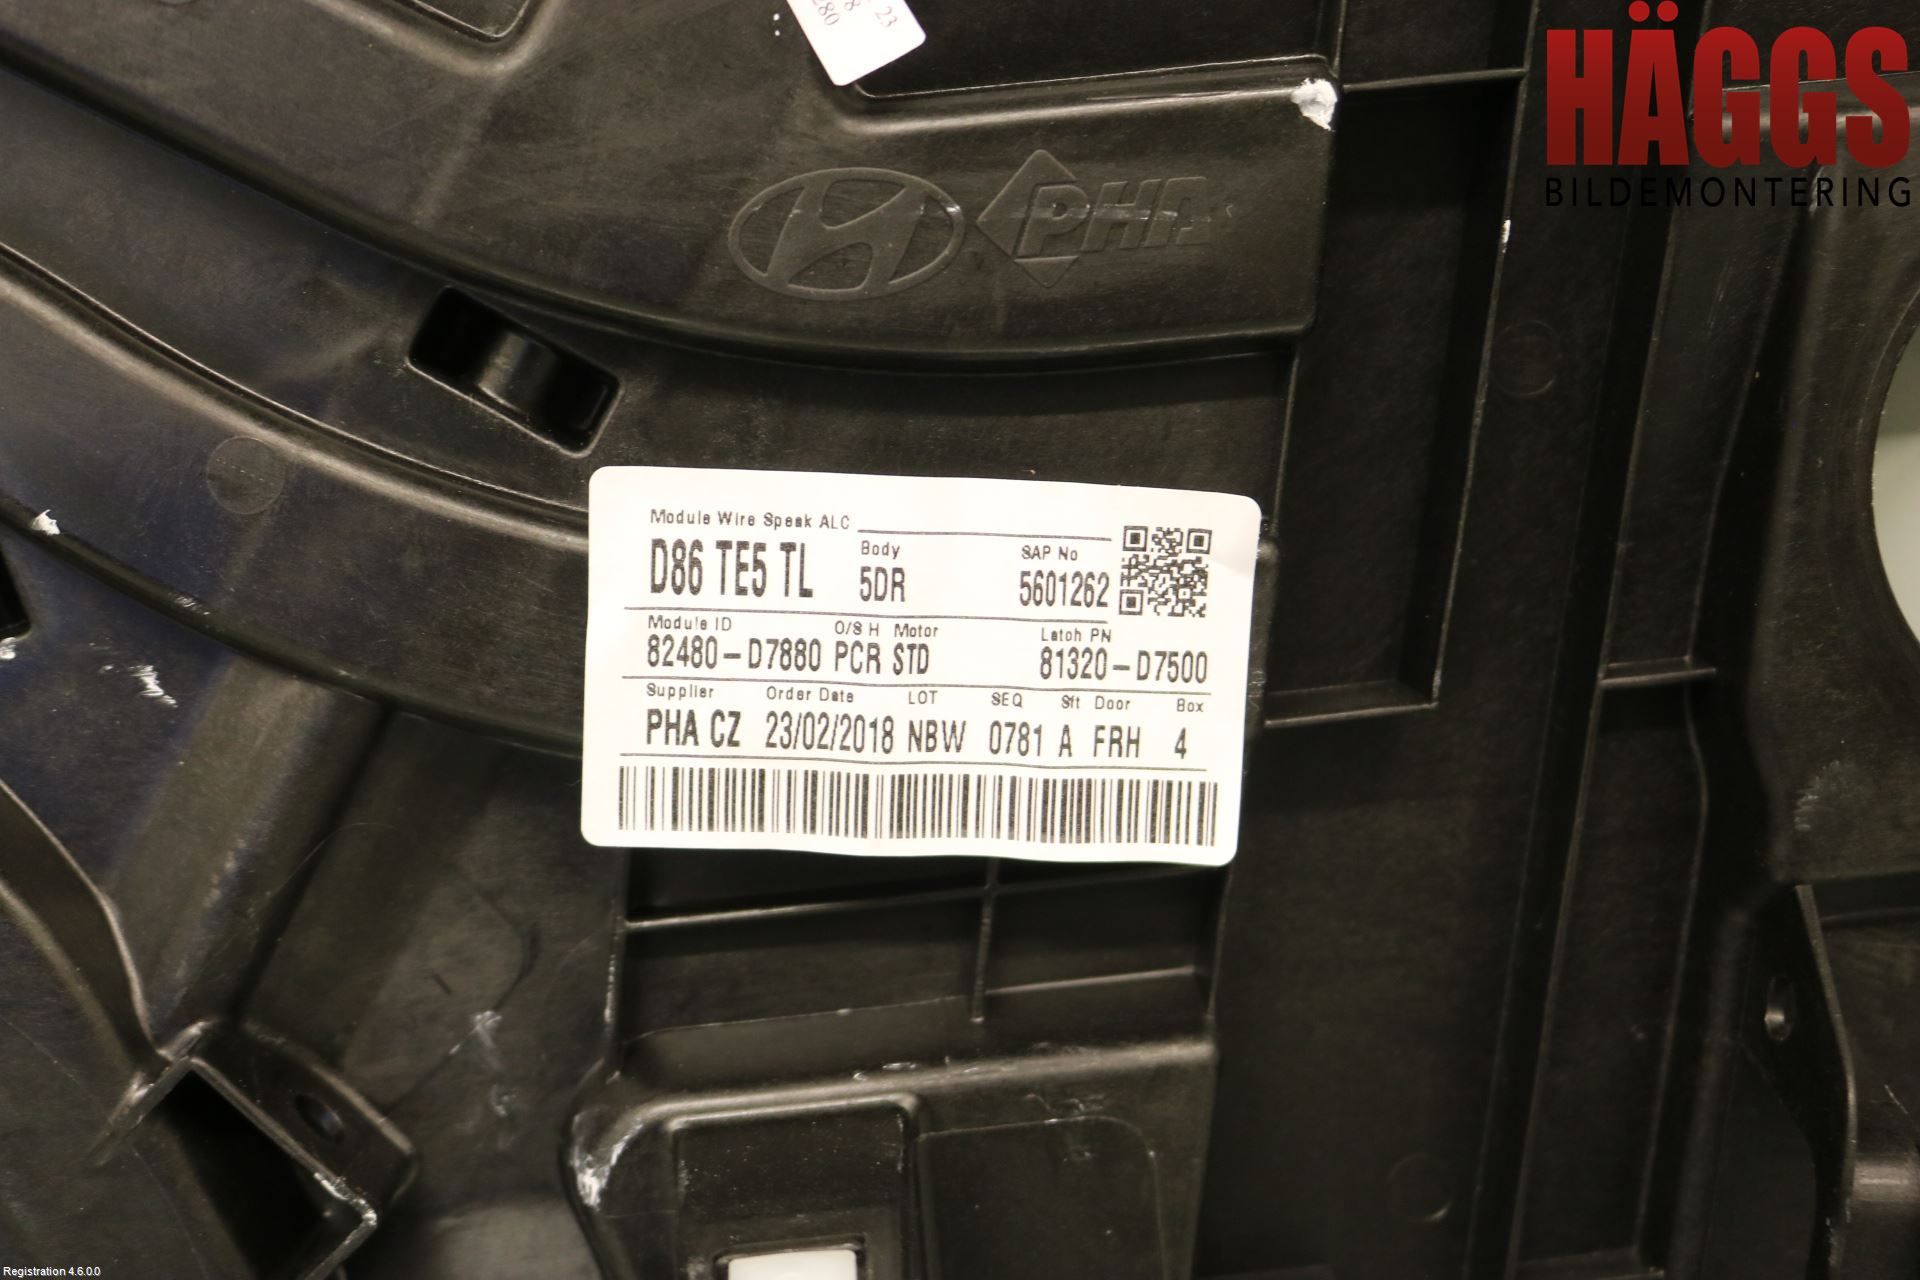 23
280
HÄGGS
BILDEMONTERING
PHA
Module Wire Speak ALC
D86 TE5 TL
Body
5DR
SAP No
5601262
Module ID O/S H Motor Latch PN
82480-D7880 PCR STD 81320-D7500
Supplier Order Date LOT SEQ Sft Door Box
PHA CZ 23/02/2018 NBW 0781 A FRH 4
Registration 4.6.0.0